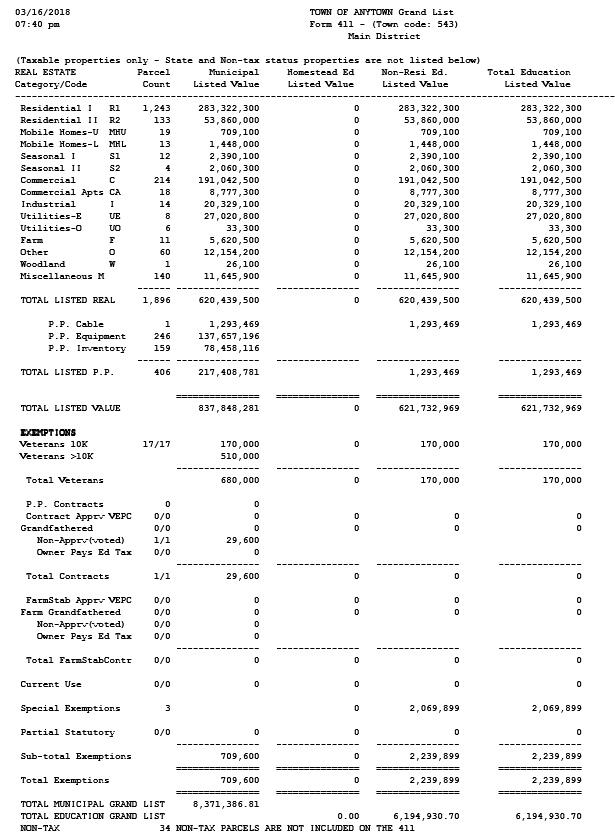 03/16/2018 TOWN OF ANYTOWN Grand List
07:40 pm Form 411 - (Town code: 543)
Main District
(Taxable properties only - State and Non-tax status properties are not listed below)
REAL ESTATE Parcel Municipal Homestead Ed Non-Resi Ed. Total Education
Category/Code Count Listed Value Listed Value Listed Value Listed Value
Residential I R1 1,243 283,322,300 0 283,322,300 283,322,300
Residential II R2 133 53,860,000 0 53,860,000 53,860,000
Mobile Homes-U MHU 19 709,100 0 709,100 709,100
Mobile Homes-L MHL 13 1,448,000 0 1,448,000 1,448,000
Seasonal I S1 12 2,390,100 0 2,390,100 2,390,100
Seasonal II S2 4 2,060,300 0 2,060,300 2,060,300
Commercial C 214 191,042,500 0 191,042,500 191,042,500
Commercial Apts CA 18 8,777,300 0 8,777,300 8,777,300
Industrial I 14 20,329,100 0 20,329,100 20,329,100
Utilities-E UE 8 27,020,800 0 27,020,800 27,020,800
Utilities-O UO 6 33,300 0 33,300 33,300
Farm F 11 5,620,500 0 5,620,500 5,620,500
Other O 60 12,154,200 0 12,154,200 12,154,200
Woodland W 1 26,100 0 26,100 26,100
Miscellaneous M 140 11,645,900 0 11,645,900 11,645,900
TOTAL LISTED REAL 1,896 620,439,500 0 620,439,500 620,439,500
P.P. Cable 1 1,293,469 1,293,469 1,293,469
P.P. Equipment 246 137,657,196
P.P. Inventory 159 78,458,116
TOTAL LISTED P.P. 406 217,408,781 1,293,469 1,293,469
TOTAL LISTED VALUE 837,848,281 0 621,732,969 621,732,969
EXEMPTIONS
Veterans 10K 17/17 170,000 0 170,000 170,000
Veterans >10K 510,000
Total Veterans 680,000 0 170,000 170,000
P.P. Contracts 0 0
Contract Apprv VEPC 0/0 0 0 0 0
Grandfathered 0/0 0 0 0 0
Non-Apprv(voted) 1/1 29,600
Owner Pays Ed Tax 0/0 0
Total Contracts 1/1 29,600 0 0 0
FarmStab Apprv VEPC 0/0 0 0 0 0
Farm Grandfathered 0/0 0 0 0 0
Non-Apprv(voted) 0/0 0
Owner Pays Ed Tax 0/0 0
Total FarmStabContr 0/0 0 0 0 0
Current Use 0/0 0 0 0 0
Special Exemptions 3 0 2,069,899 2,069,899
Partial Statutory 0/0 0 0 0 0
Sub-total Exemptions 709,600 0 2,239,899 2,239,899
Total Exemptions 709,600 0 2,239,899 2,239,899
TOTAL MUNICIPAL GRAND LIST 8,371,386.81
TOTAL EDUCATION GRAND LIST 0.00 6,194,930.70 6,194,930.70
NON-TAX 34 NON-TAX PARCELS ARE NOT INCLUDED ON THE 411